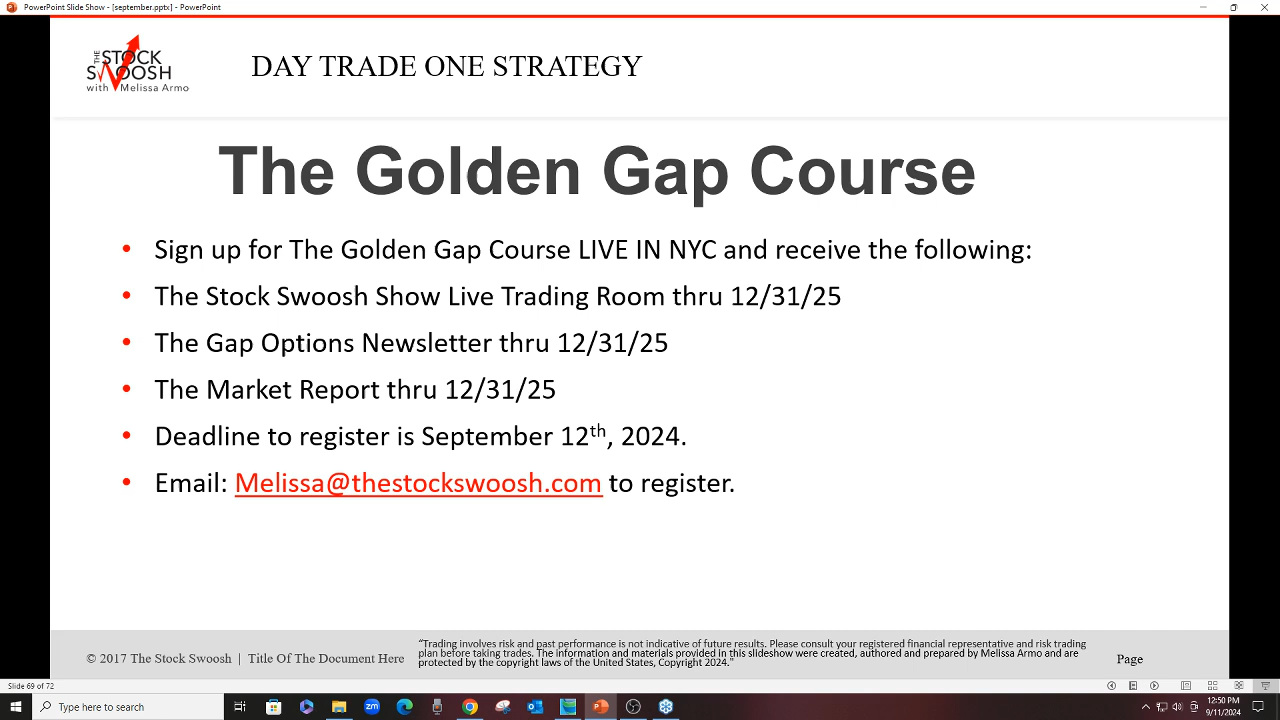 PowerPoint Slide Show - [september.pptx] - PowerPoint
THE
STOCK
SWOOSH
with Melissa Armo
DAY TRADE ONE STRATEGY
The Golden Gap Course
• Sign up for The Golden Gap Course LIVE IN NYC and receive the following:
• The Stock Swoosh Show Live Trading Room thru 12/31/25
• The Gap Options Newsletter thru 12/31/25
• The Market Report thru 12/31/25
• Deadline to register is September 12th, 2024.
• Email: Melissa@thestockswoosh.com to register.
© 2017 The Stock Swoosh | Title Of The Document Here
“Trading involves risk and past performance is not indicative of future results. Please consult your registered financial representative and risk trading
plan before taking trades. The information and materials provided in this slideshow were created, authored and prepared by Melissa Armo and are
protected by the copyright laws of the United States, Copyright 2024."
Page
Slide 69 of 72
Type here to search
zm
12:50 PM
9/11/2024